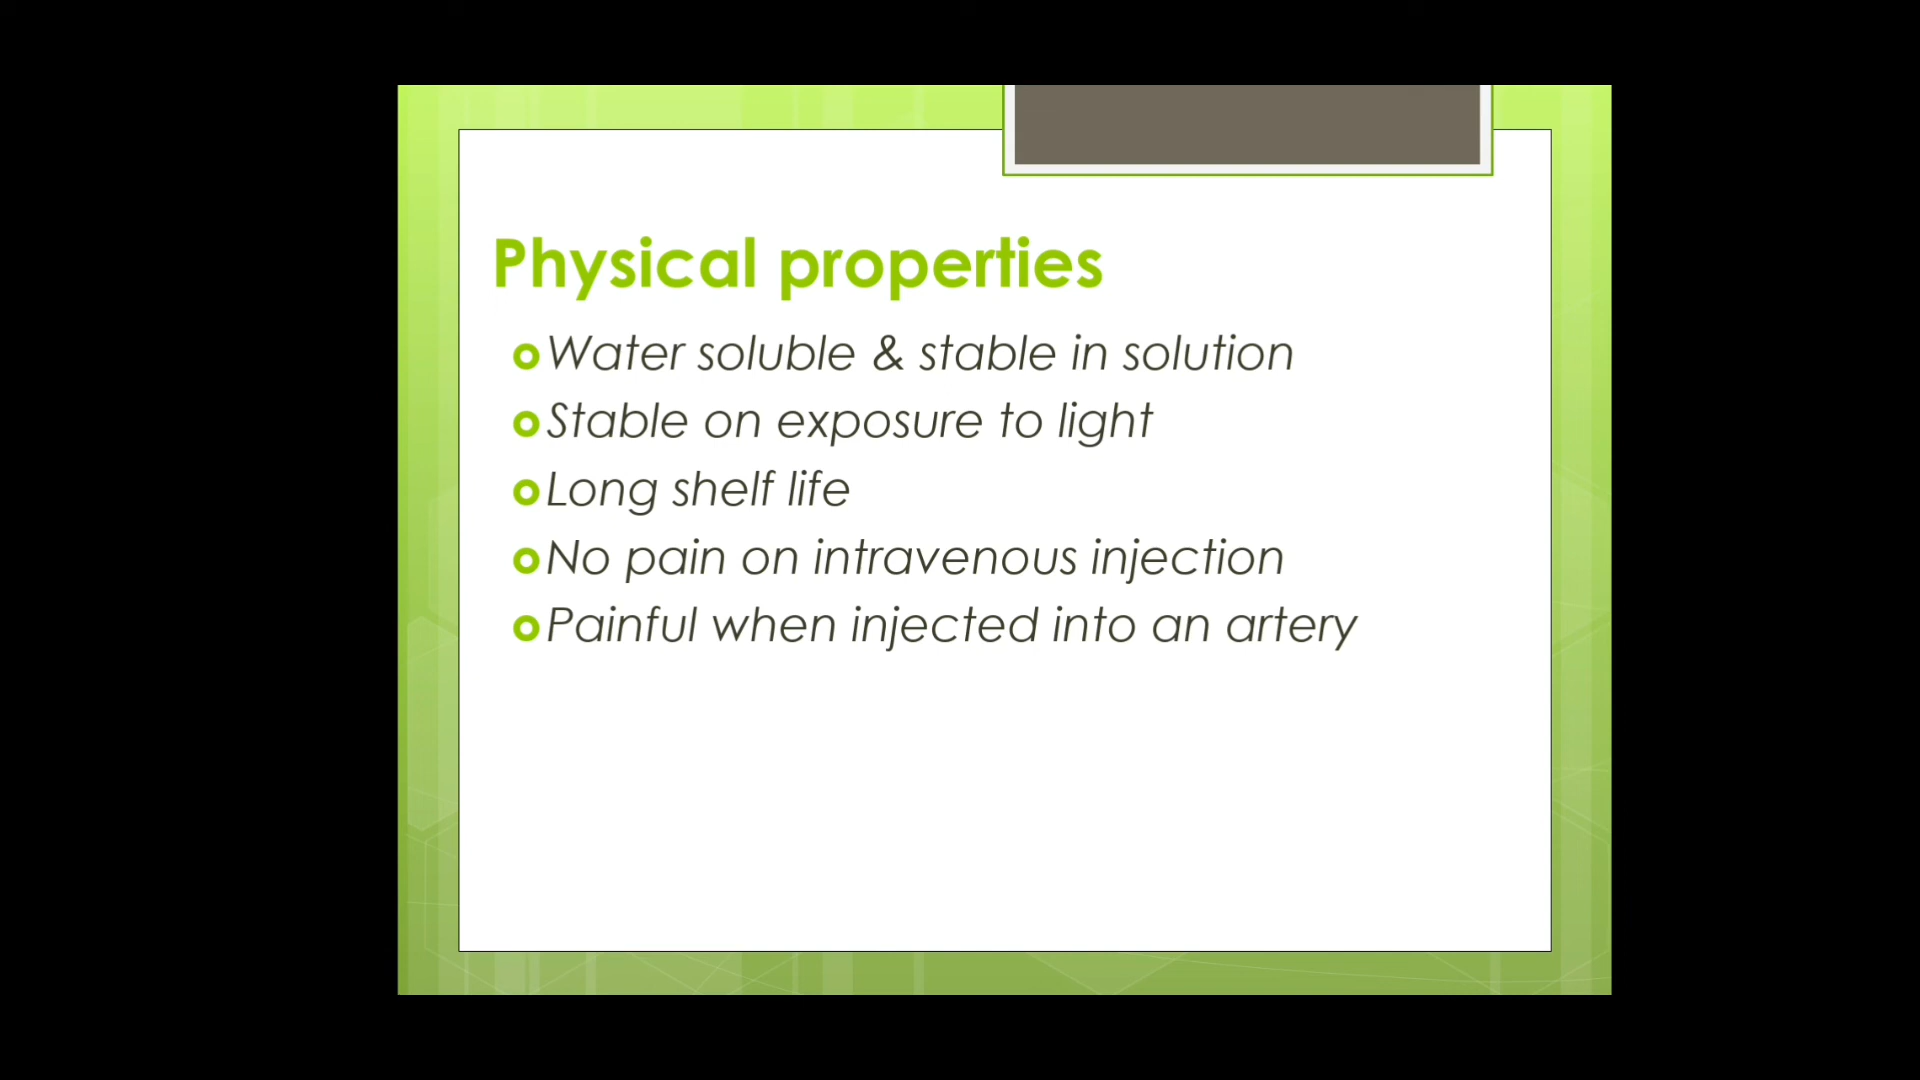 Physical properties
Water soluble & stable in solution
Stable on exposure to light
Long shelf life
No pain on intravenous injection
Painful when injected into an artery